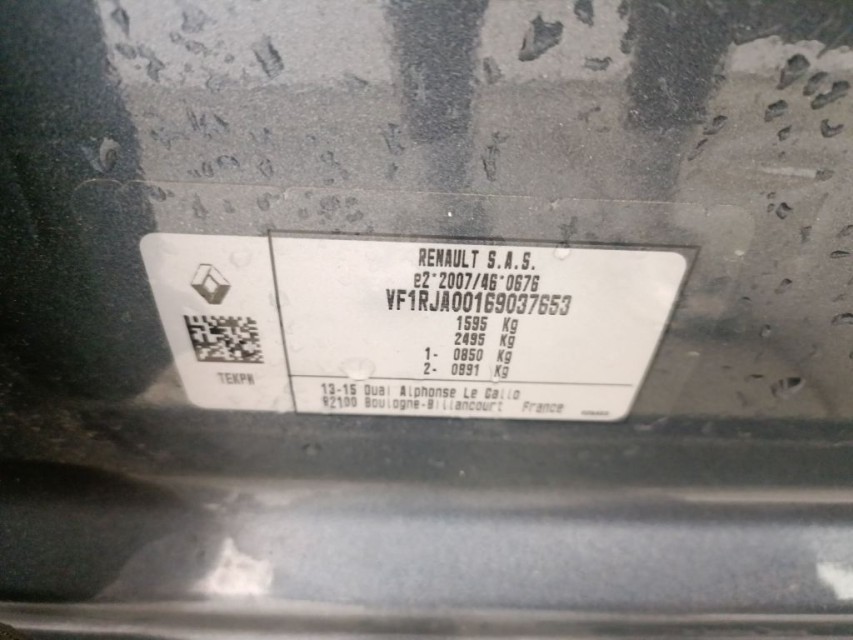 RENAULT S.A.S.
e2*2007/46*0676
VF1RJA00169037653
1595 Kg
2495 Kg
1- 0850 Kg
2- 0891 Kg
TEKPN
13-15 Quai Alphonse Le Gallo
92100 Boulogne-Billancourt France